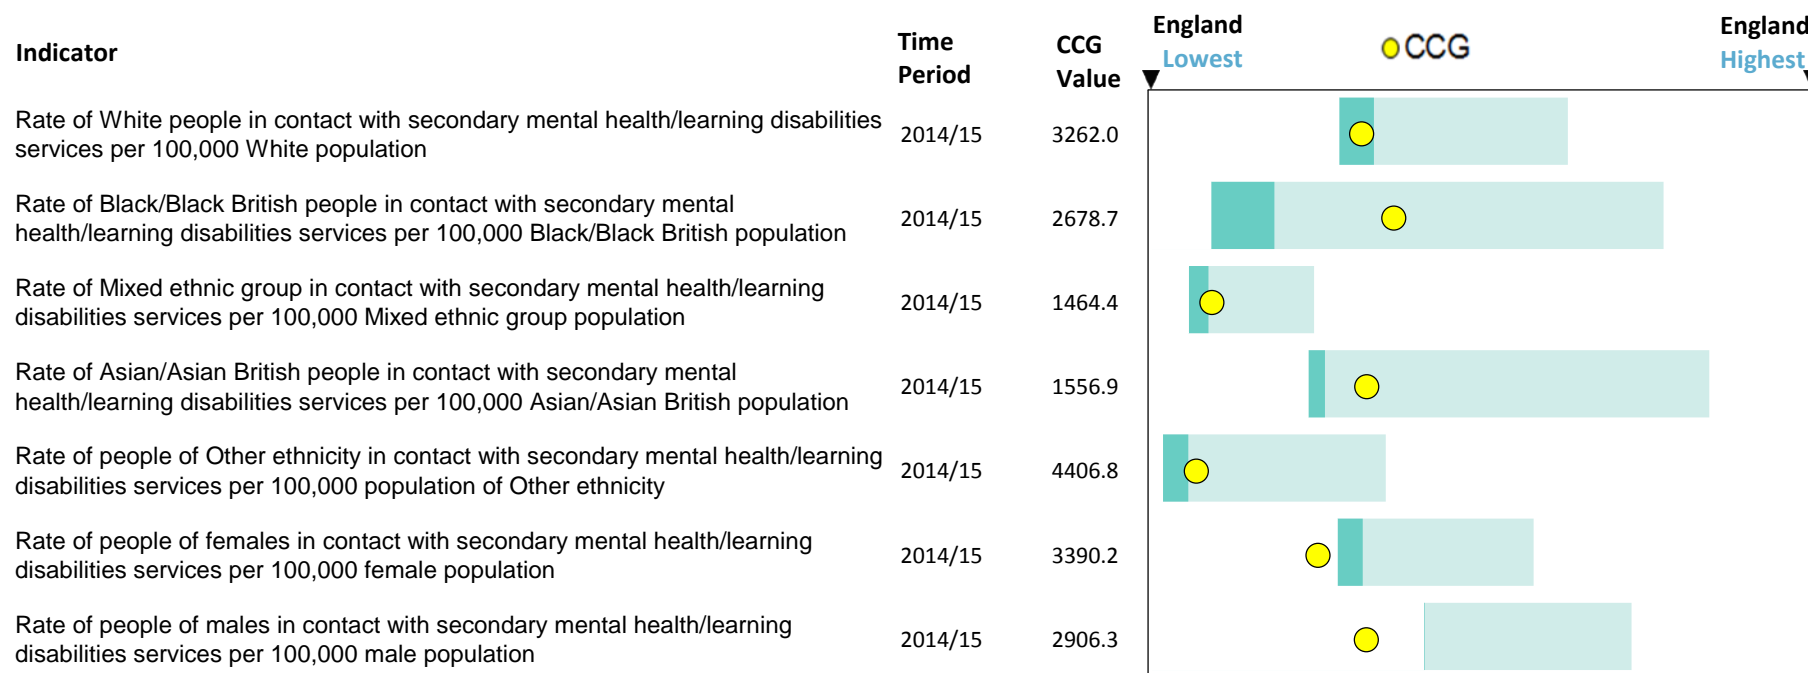 Indicator
Time
Period
CCG
Value
England
Lowest
CCG
England
Highest
Rate of White people in contact with secondary mental health/learning disabilities
services per 100,000 White population
2014/15
3262.0
Rate of Black/Black British people in contact with secondary mental
health/learning disabilities services per 100,000 Black/Black British population
2014/15
2678.7
Rate of Mixed ethnic group in contact with secondary mental health/learning
disabilities services per 100,000 Mixed ethnic group population
2014/15
1464.4
Rate of Asian/Asian British people in contact with secondary mental
health/learning disabilities services per 100,000 Asian/Asian British population
2014/15
1556.9
Rate of people of Other ethnicity in contact with secondary mental health/learning
disabilities services per 100,000 population of Other ethnicity
2014/15
4406.8
Rate of people of females in contact with secondary mental health/learning
disabilities services per 100,000 female population
2014/15
3390.2
Rate of people of males in contact with secondary mental health/learning
disabilities services per 100,000 male population
2014/15
2906.3